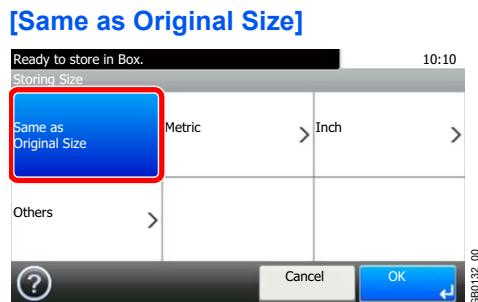 [Same as Original Size]
Ready to store in Box.
10:10
Storing Size
Same as
Original Size
Metric
Inch
Others
?
Cancel
OK